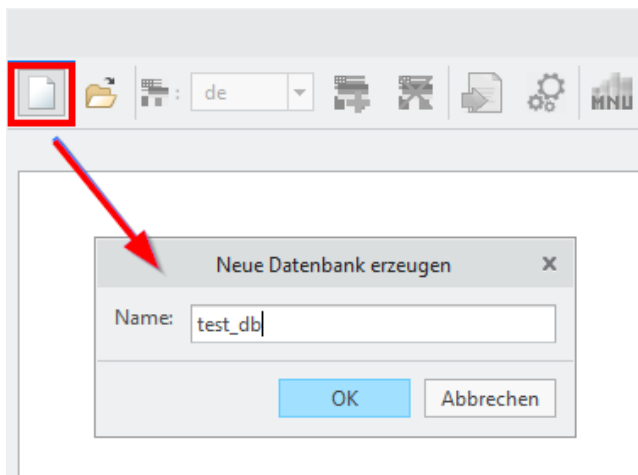 : de
MNU
Neue Datenbank erzeugen x
Name: test_db
OK Abbrechen